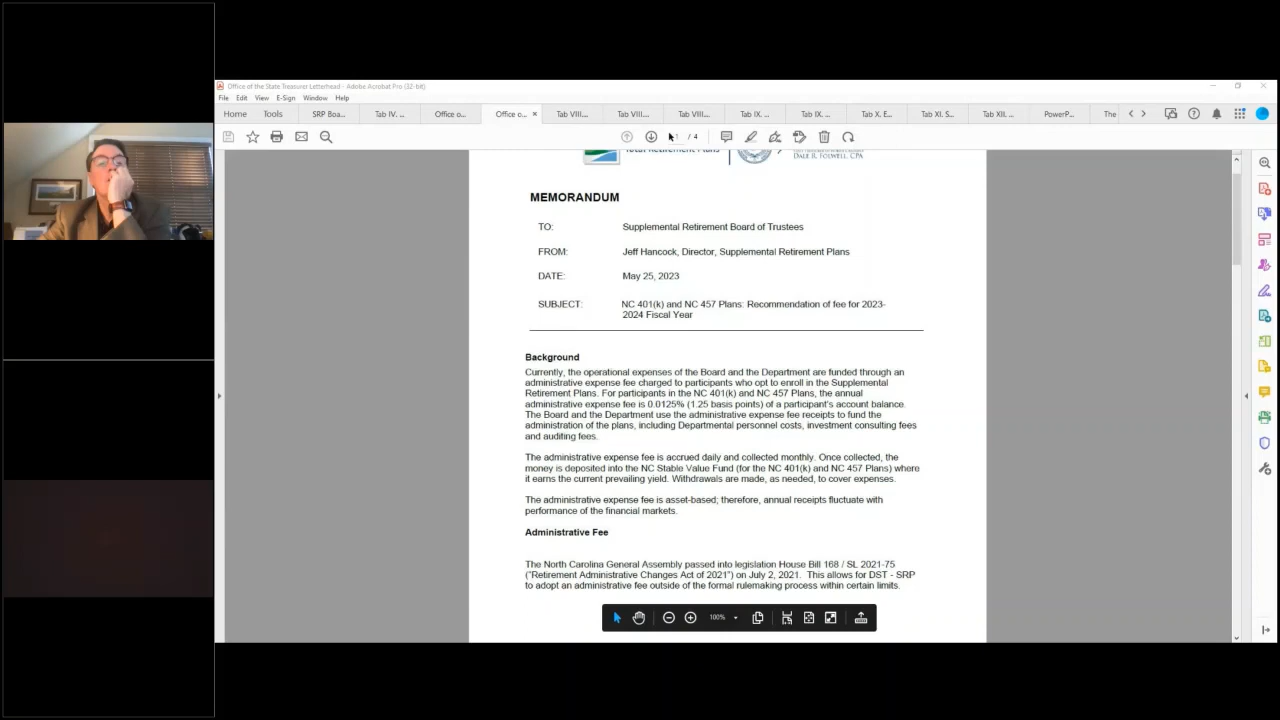 Office of the State Treasurer Letterhead - Adobe Acrobat Pro (32-bit)
File Edit View E-Sign Window Help
Home Tools SRP Boa... Tab IV. ... Office o... Office o... × Tab VIII.... Tab VIII.... Tab VIII.... Tab IX. ... Tab IX. ... Tab X. E... Tab XI. S... Tab XII. ... PowerP... The
1 / 4
DALE R. FOLWELL, CPA
MEMORANDUM
TO: Supplemental Retirement Board of Trustees
FROM: Jeff Hancock, Director, Supplemental Retirement Plans
DATE: May 25, 2023
SUBJECT: NC 401(k) and NC 457 Plans: Recommendation of fee for 2023-
2024 Fiscal Year
Background
Currently, the operational expenses of the Board and the Department are funded through an
administrative expense fee charged to participants who opt to enroll in the Supplemental
Retirement Plans. For participants in the NC 401(k) and NC 457 Plans, the annual
administrative expense fee is 0.0125% (1.25 basis points) of a participant's account balance.
The Board and the Department use the administrative expense fee receipts to fund the
administration of the plans, including Departmental personnel costs, investment consulting fees
and auditing fees.
The administrative expense fee is accrued daily and collected monthly. Once collected, the
money is deposited into the NC Stable Value Fund (for the NC 401(k) and NC 457 Plans) where
it earns the current prevailing yield. Withdrawals are made, as needed, to cover expenses.
The administrative expense fee is asset-based; therefore, annual receipts fluctuate with
performance of the financial markets.
Administrative Fee
The North Carolina General Assembly passed into legislation House Bill 168 / SL 2021-75
("Retirement Administrative Changes Act of 2021") on July 2, 2021. This allows for DST - SRP
to adopt an administrative fee outside of the formal rulemaking process within certain limits.
100%